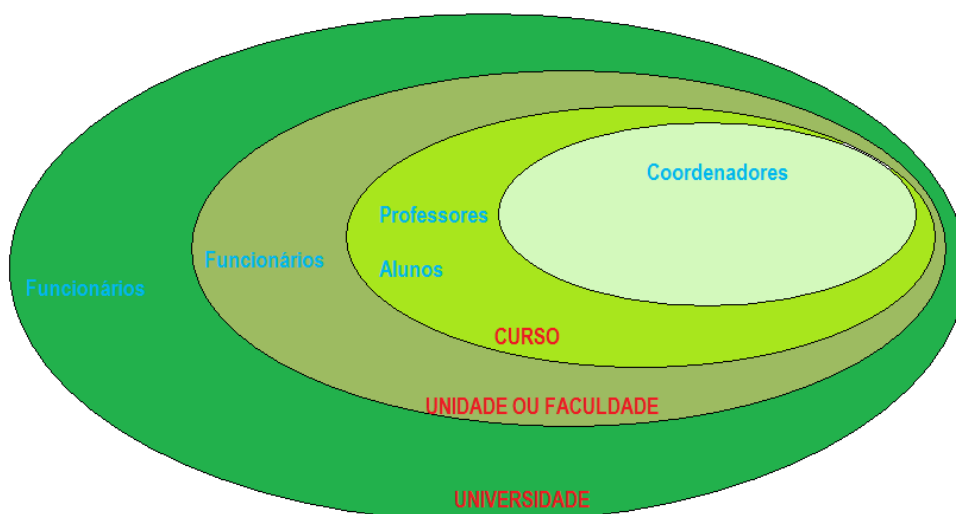 Coordenadores
Professores
Funcionários
Alunos
Funcionários
CURSO
UNIDADE OU FACULDADE
UNIVERSIDADE